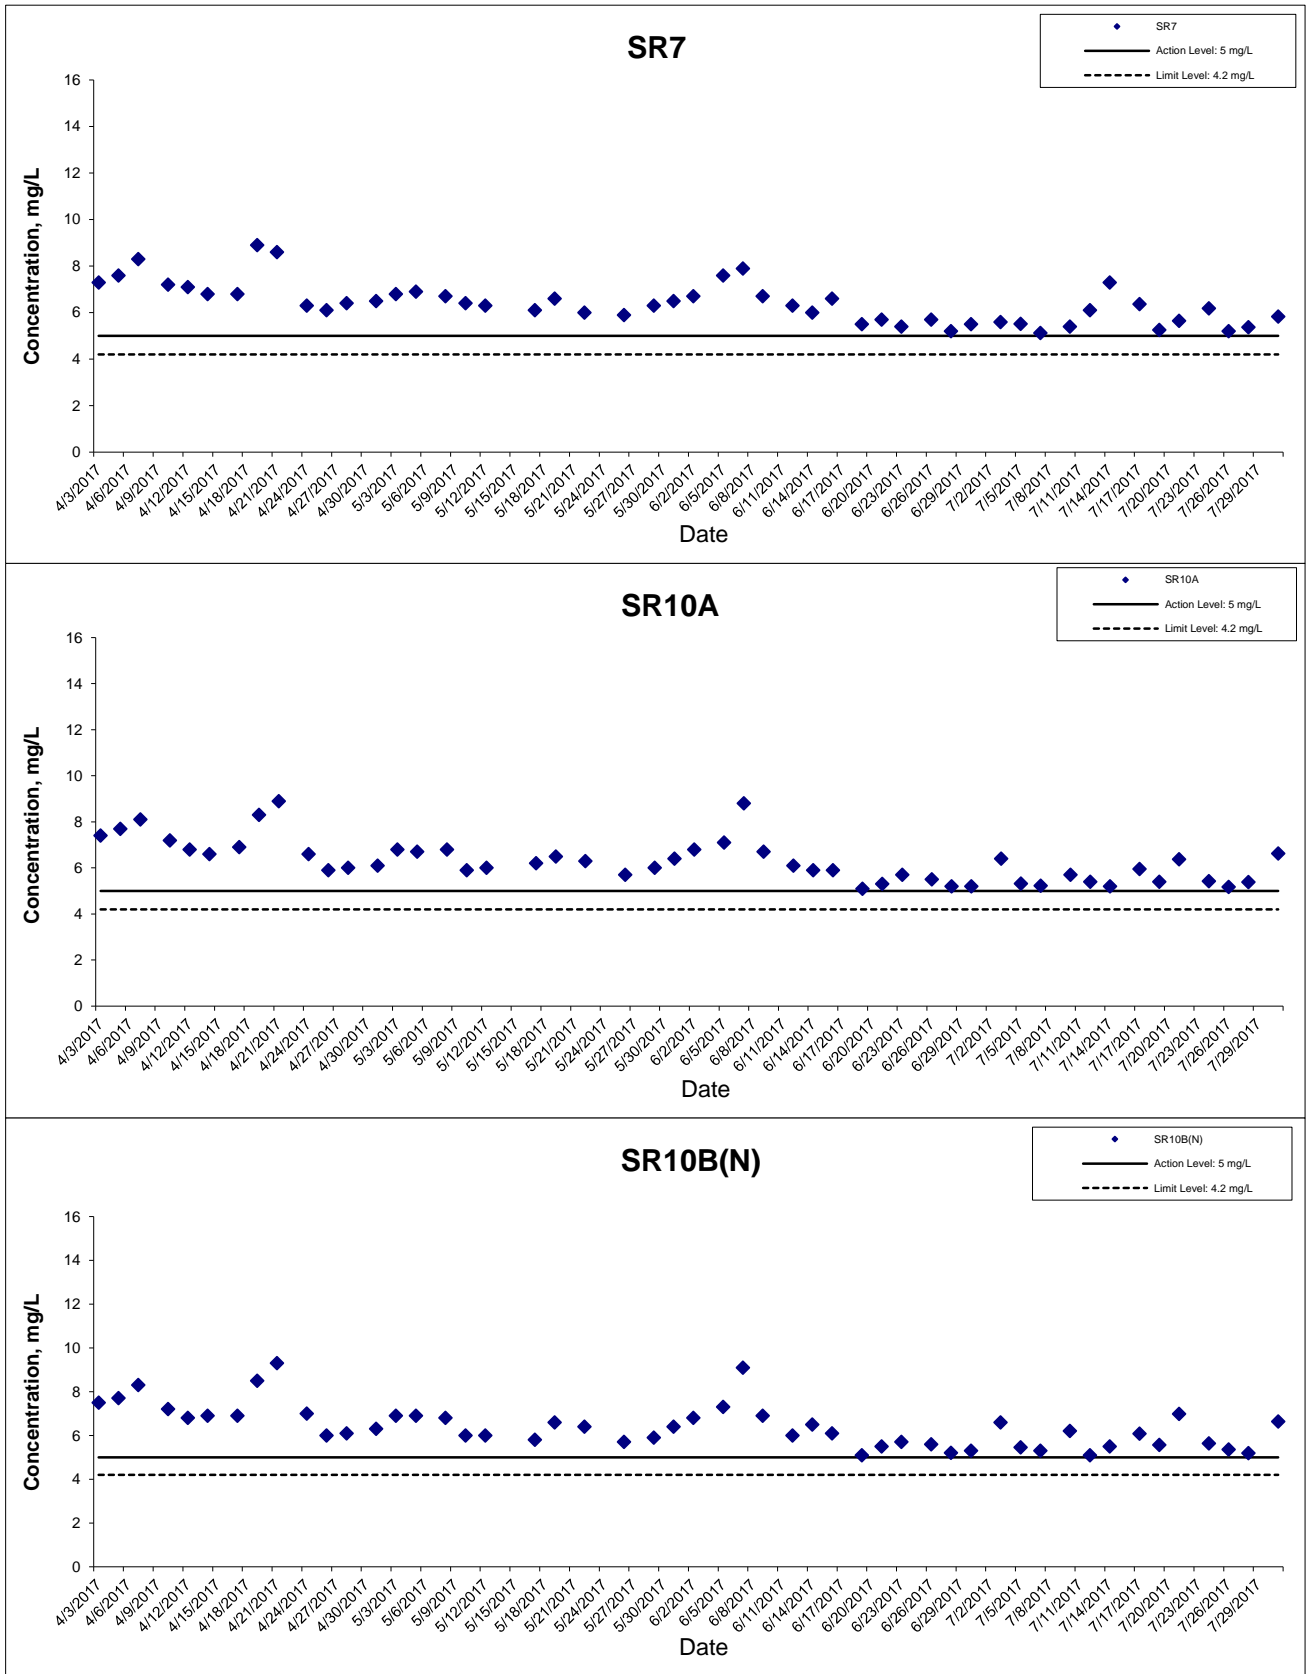 SR7
SR7
Action Level: 5 mg/L
Limit Level: 4.2 mg/L
Concentration, mg/L
16
14
12
10
8
6
4
2
0
4/3/2017 4/6/2017 4/9/2017 4/12/2017 4/15/2017 4/18/2017 4/21/2017 4/24/2017 4/27/2017 4/30/2017 5/3/2017 5/6/2017 5/9/2017 5/12/2017 5/15/2017 5/18/2017 5/21/2017 5/24/2017 5/27/2017 5/30/2017 6/2/2017 6/5/2017 6/8/2017 6/11/2017 6/14/2017 6/17/2017 6/20/2017 6/23/2017 6/26/2017 6/29/2017 7/2/2017 7/5/2017 7/8/2017 7/11/2017 7/14/2017 7/17/2017 7/20/2017 7/23/2017 7/26/2017 7/29/2017
Date
SR10A
SR10A
Action Level: 5 mg/L
Limit Level: 4.2 mg/L
Concentration, mg/L
16
14
12
10
8
6
4
2
0
4/3/2017 4/6/2017 4/9/2017 4/12/2017 4/15/2017 4/18/2017 4/21/2017 4/24/2017 4/27/2017 4/30/2017 5/3/2017 5/6/2017 5/9/2017 5/12/2017 5/15/2017 5/18/2017 5/21/2017 5/24/2017 5/27/2017 5/30/2017 6/2/2017 6/5/2017 6/8/2017 6/11/2017 6/14/2017 6/17/2017 6/20/2017 6/23/2017 6/26/2017 6/29/2017 7/2/2017 7/5/2017 7/8/2017 7/11/2017 7/14/2017 7/17/2017 7/20/2017 7/23/2017 7/26/2017 7/29/2017
Date
SR10B(N)
SR10B(N)
Action Level: 5 mg/L
Limit Level: 4.2 mg/L
Concentration, mg/L
16
14
12
10
8
6
4
2
0
4/3/2017 4/6/2017 4/9/2017 4/12/2017 4/15/2017 4/18/2017 4/21/2017 4/24/2017 4/27/2017 4/30/2017 5/3/2017 5/6/2017 5/9/2017 5/12/2017 5/15/2017 5/18/2017 5/21/2017 5/24/2017 5/27/2017 5/30/2017 6/2/2017 6/5/2017 6/8/2017 6/11/2017 6/14/2017 6/17/2017 6/20/2017 6/23/2017 6/26/2017 6/29/2017 7/2/2017 7/5/2017 7/8/2017 7/11/2017 7/14/2017 7/17/2017 7/20/2017 7/23/2017 7/26/2017 7/29/2017
Date